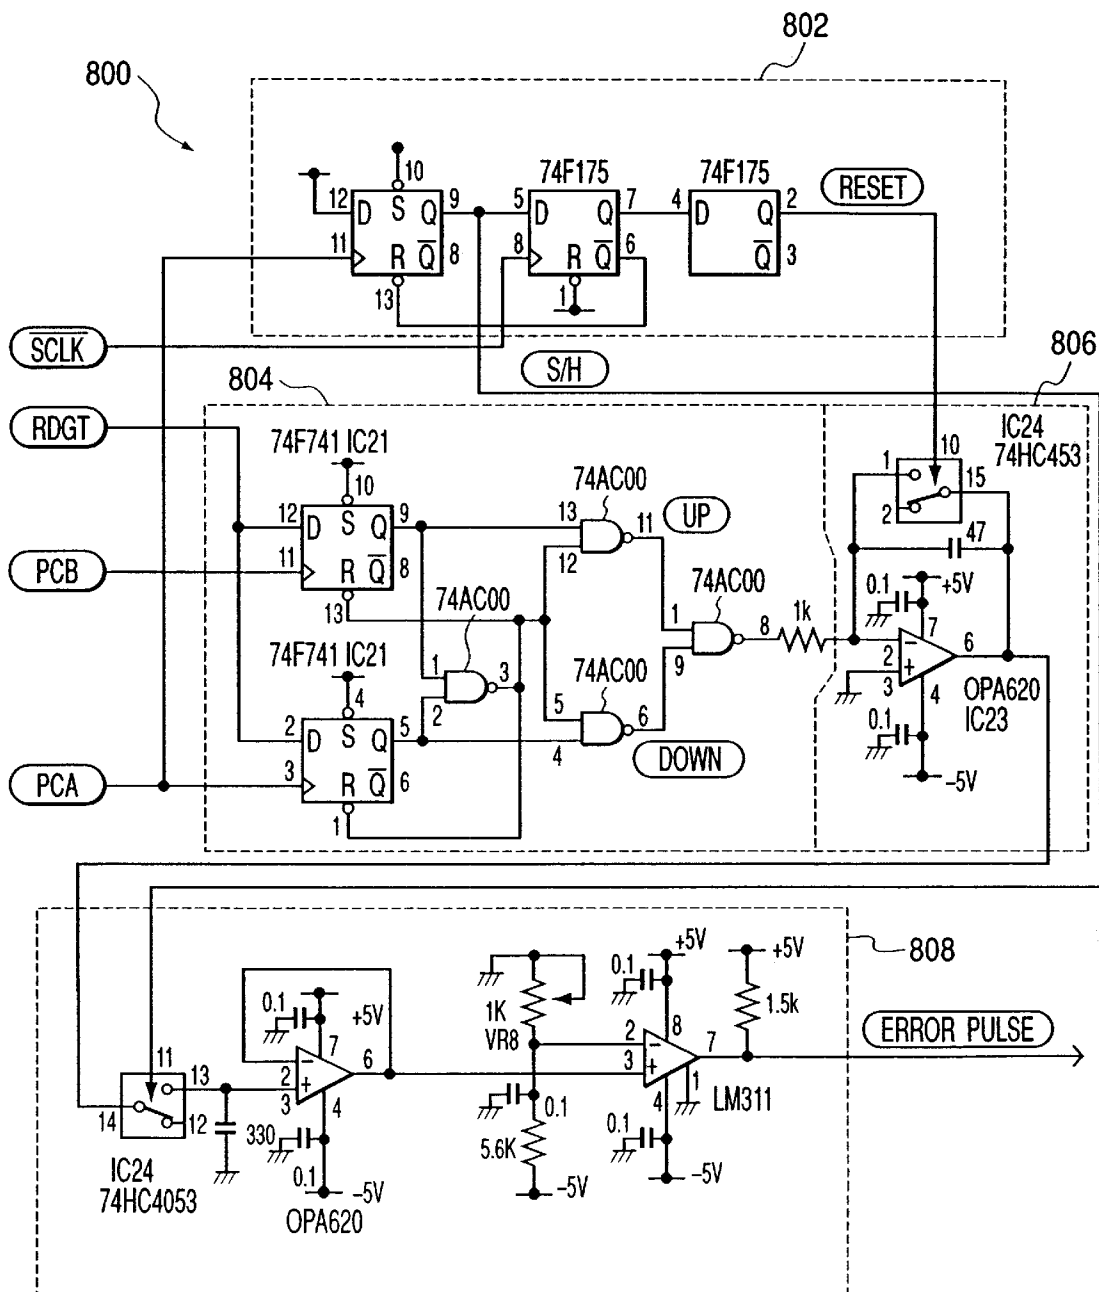 802
800
10
74F175
74F175
RESET
12 D S Q 9
5 D Q 7
4 D Q 2
11 R Q̅ 8
8 R Q̅ 6
Q̅ 3
13
1
S̅C̅L̅K̅
S/H
806
804
RDGT
74F741 IC21
IC24
74HC453
10
1
15
2
10
74AC00
UP
12 D S Q 9
13
11
12
47
PCB
11 R Q̅ 8
13
74AC00
74AC00
0.1
+5V
1
8
1k
9
7
2
−
6
+
3
4
OPA620
IC23
74F741 IC21
4
1
3
2
74AC00
5
6
4
0.1
2 D S Q 5
DOWN
−5V
PCA
3 R Q̅ 6
1
808
+5V
+5V
0.1
0.1
+5V
1K
VR8
1.5k
ERROR PULSE
8
7
2
−
7
6
3
+
11
13
2
−
+
3
1
4
4
LM311
14
12
330
0.1
0.1
5.6K
0.1
IC24
74HC4053
0.1
−5V
−5V
−5V
OPA620